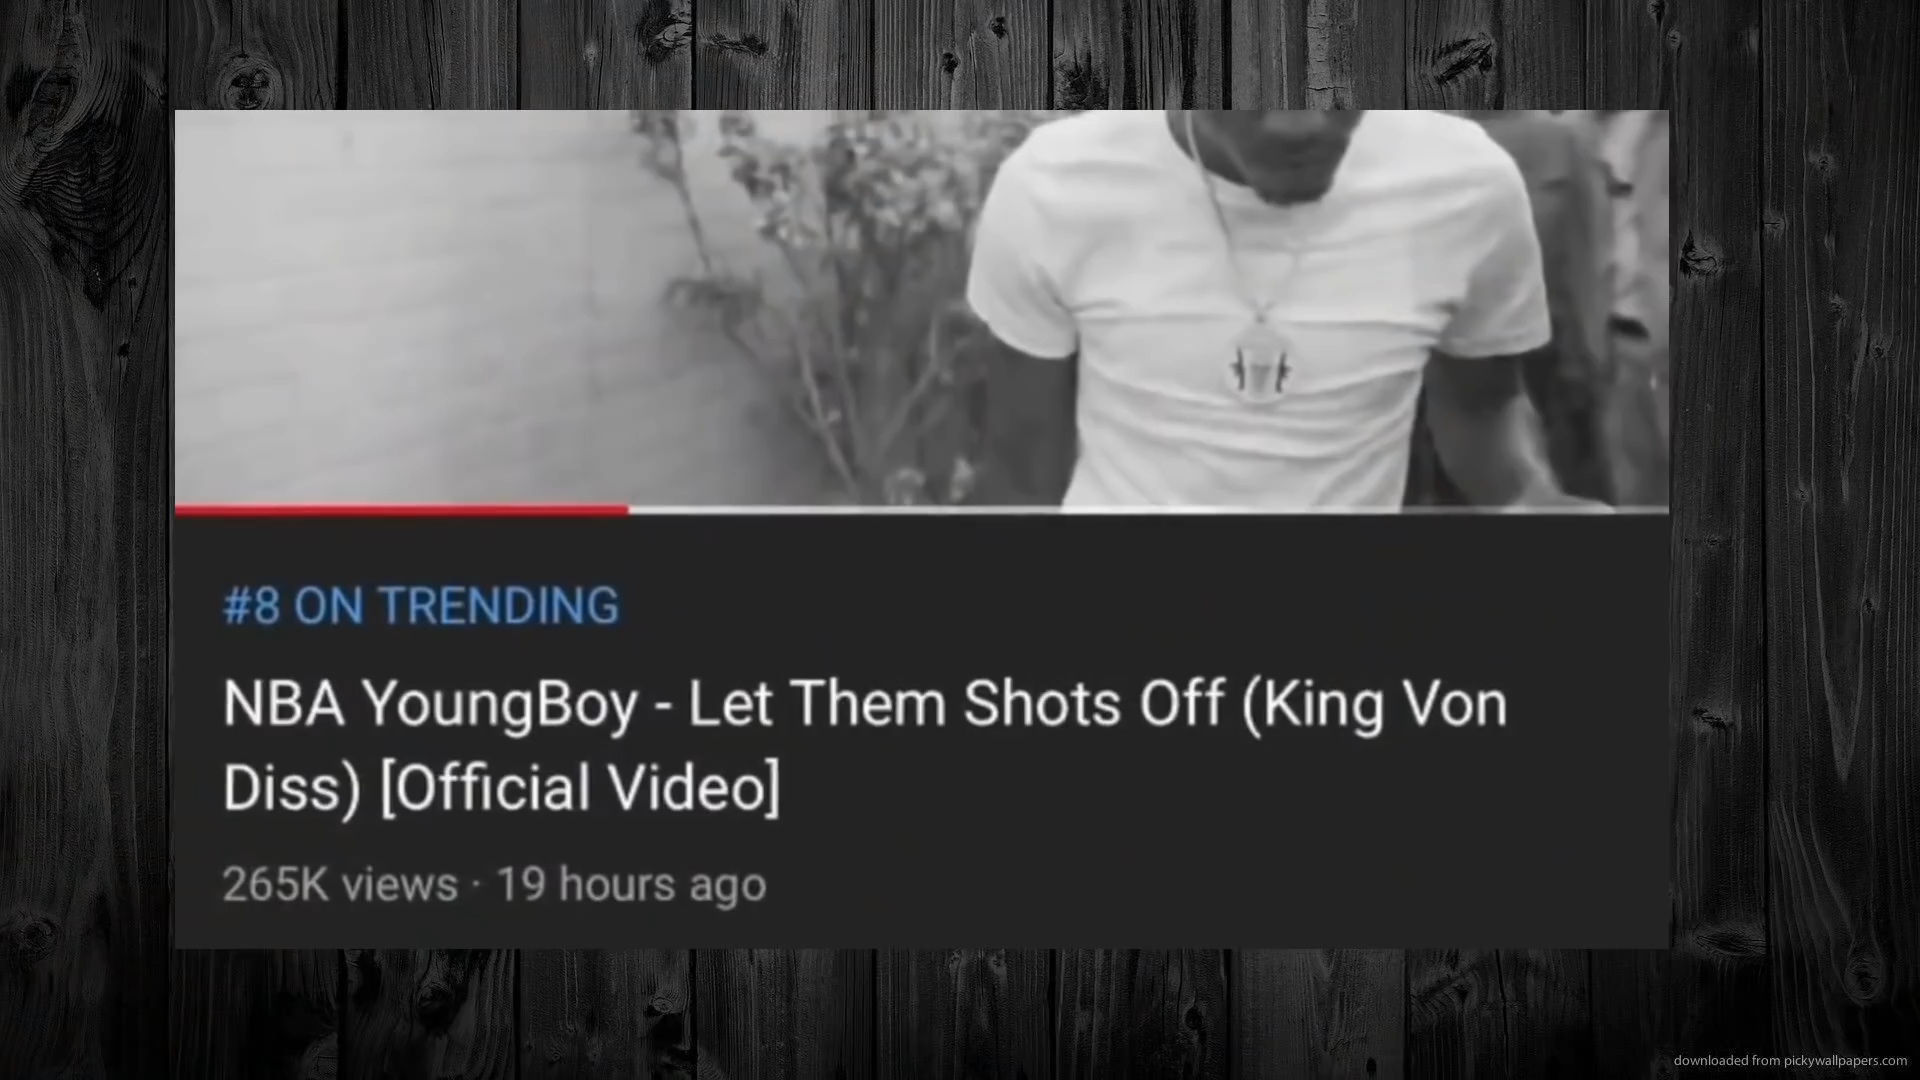 #8 ON TRENDING
NBA YoungBoy - Let Them Shots Off (King Von
Diss) [Official Video]
265K views · 19 hours ago
downloaded from pickywallpapers.com